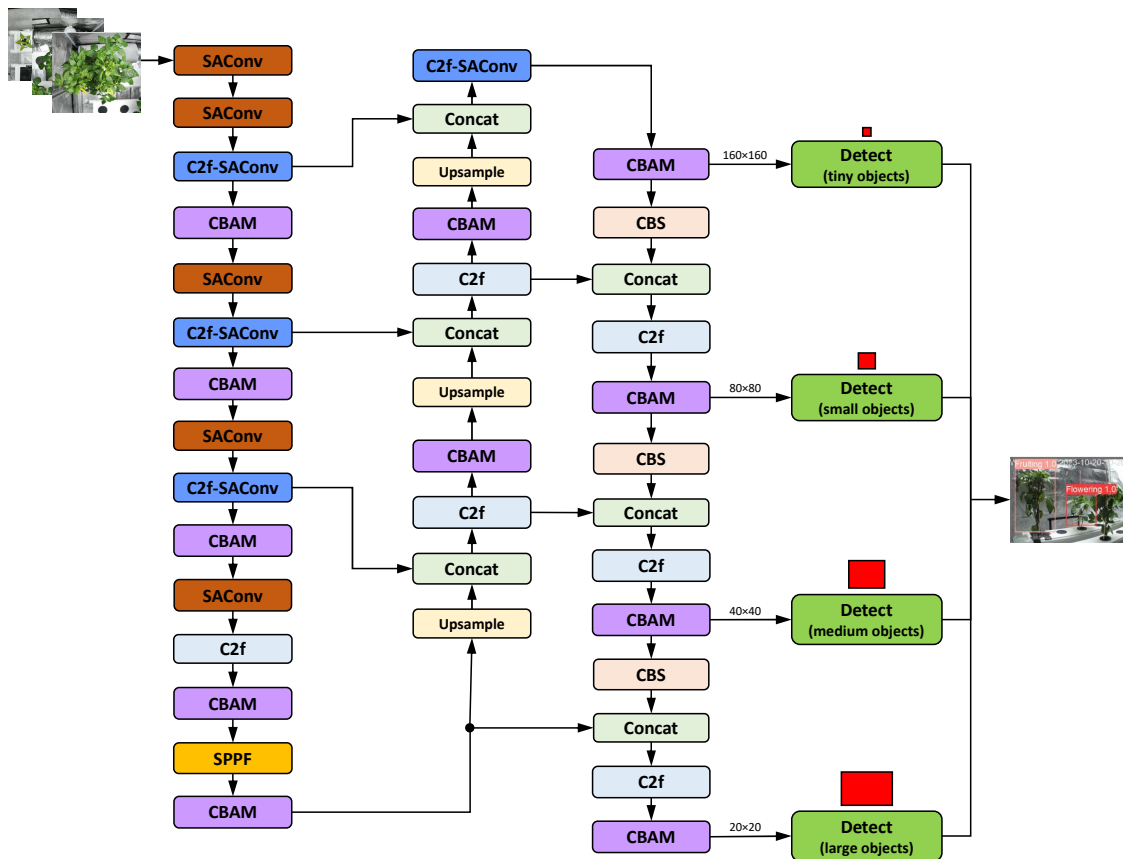 SAConv
SAConv
C2f-SAConv
CBAM
SAConv
C2f-SAConv
CBAM
SAConv
C2f-SAConv
CBAM
SAConv
C2f
CBAM
SPPF
CBAM
C2f-SAConv
Concat
Upsample
CBAM
C2f
Concat
Upsample
CBAM
C2f
Concat
Upsample
CBAM
CBS
Concat
C2f
CBAM
CBS
Concat
C2f
CBAM
CBS
Concat
C2f
CBAM
160×160
80×80
40×40
20×20
Detect
(tiny objects)
Detect
(small objects)
Detect
(medium objects)
Detect
(large objects)
Fruiting 1.0
Flowering 1.0